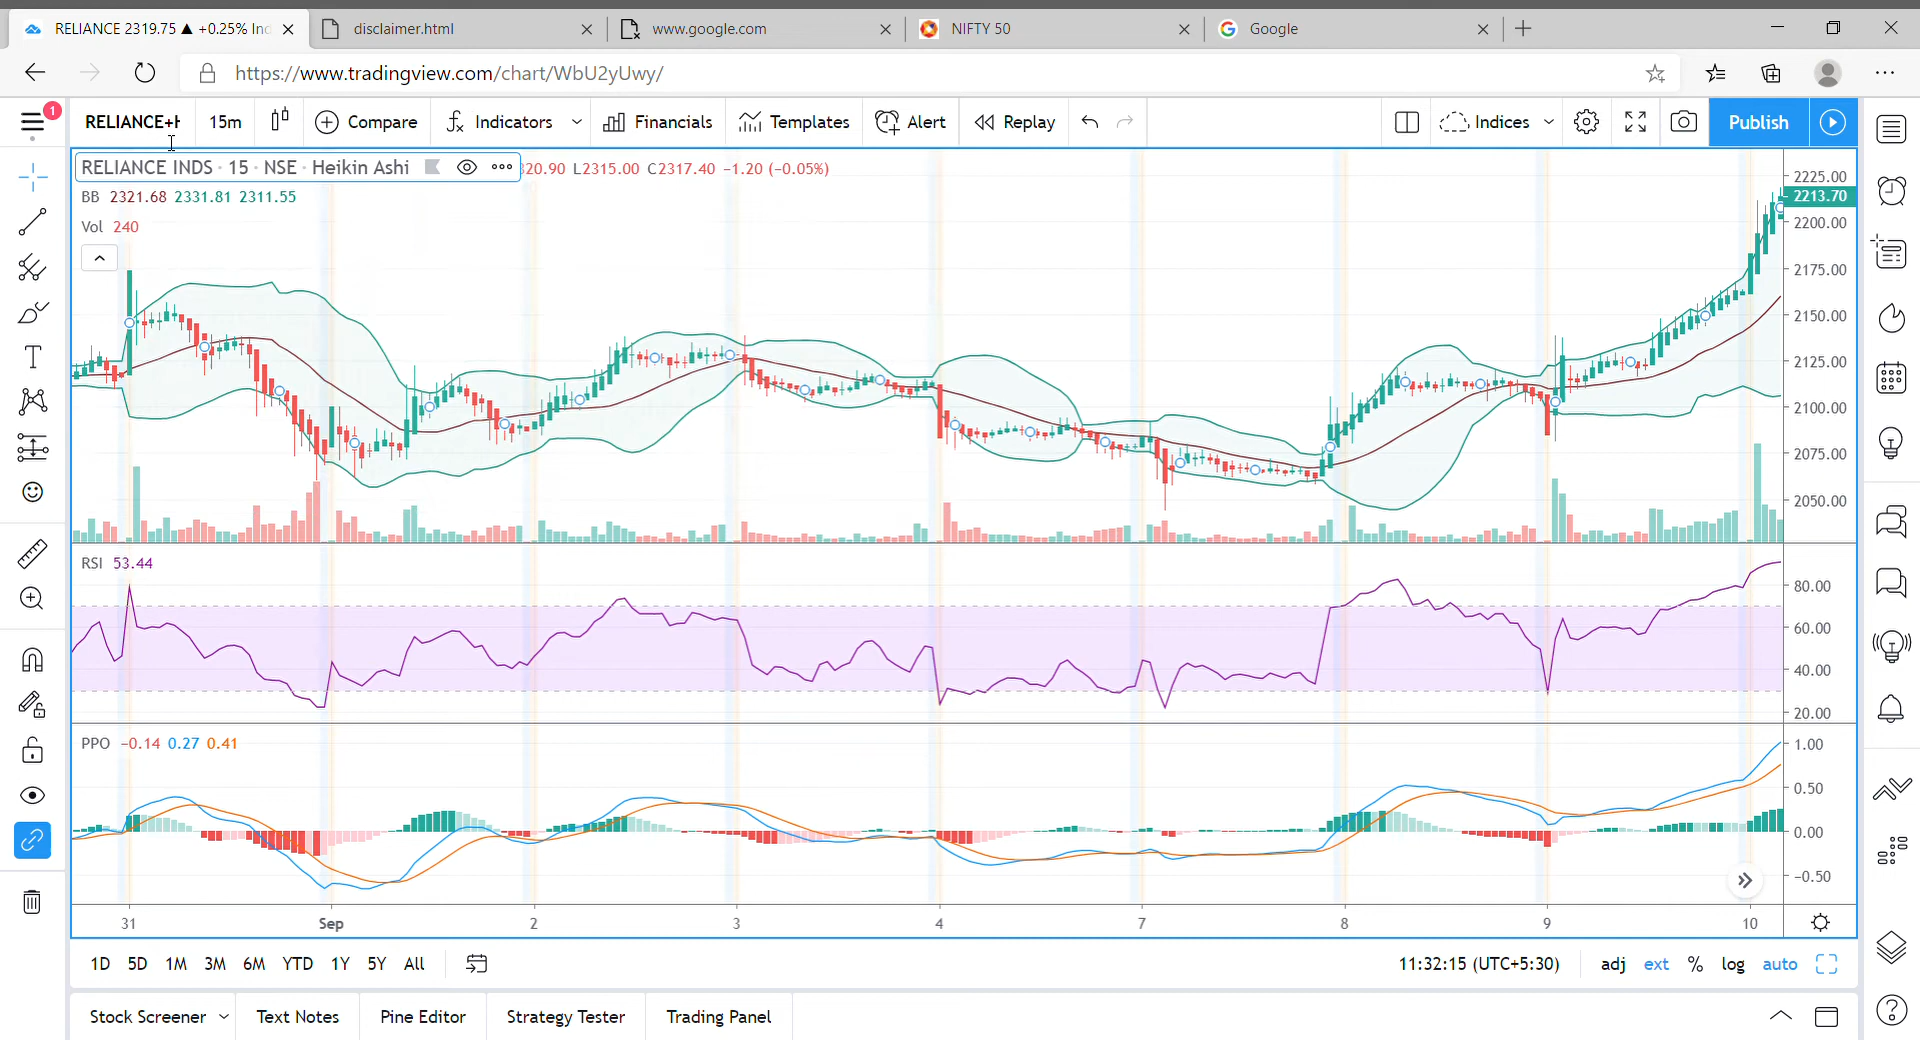 RELIANCE 2319.75 ▲ +0.25% Inc
disclaimer.html
www.google.com
NIFTY 50
Google
https://www.tradingview.com/chart/WbU2yUwy/
1
RELIANCE+H
15m
Compare
Indicators
Financials
Templates
Alert
Replay
Indices
Publish
RELIANCE INDS · 15 · NSE · Heikin Ashi
320.90 L2315.00 C2317.40 −1.20 (−0.05%)
BB 2321.68 2331.81 2311.55
Vol 240
2225.00
2213.70
2200.00
2175.00
2150.00
2125.00
2100.00
2075.00
2050.00
RSI 53.44
80.00
60.00
40.00
20.00
PPO −0.14 0.27 0.41
1.00
0.50
0.00
−0.50
31 Sep 2 3 4 7 8 9 10
1D 5D 1M 3M 6M YTD 1Y 5Y All
11:32:15 (UTC+5:30)
adj ext % log auto
Stock Screener
Text Notes
Pine Editor
Strategy Tester
Trading Panel